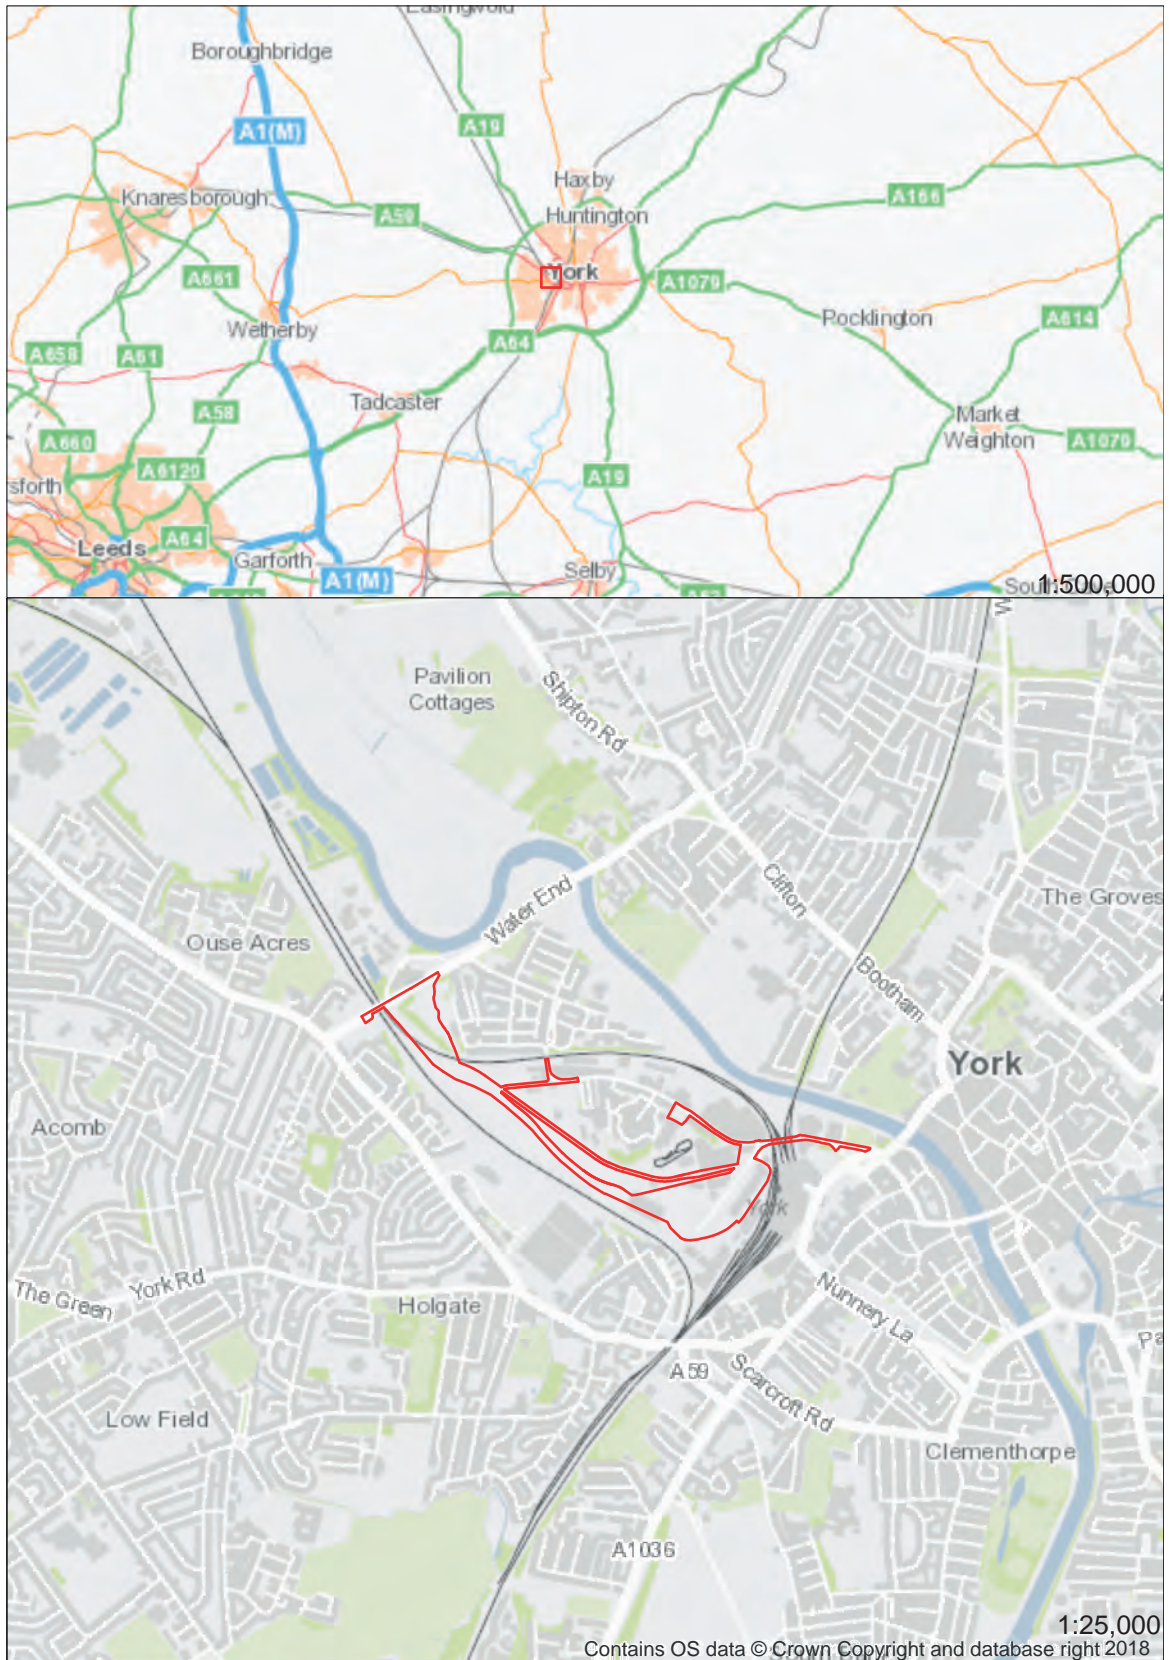 Easingwold
Boroughbridge
A19
A1(M)
Haxby
Knaresborough
A166
A59
Huntington
York
A661
A1079
Pocklington
A614
Wetherby
A64
A658
A61
Tadcaster
A58
Market
Weighton
A660
A1079
A6120
A19
rsforth
A64
Leeds
Garforth
Selby
A1(M)
1:500,000
Pavilion
Cottages
Shipton Rd
Clifton
The Groves
Water End
Ouse Acres
Bootham
York
Acomb
York
The Green
York Rd
Holgate
Nunnery La
A59
Scarcroft Rd
Low Field
Clementhorpe
A1036
1:25,000
Contains OS data © Crown Copyright and database right 2018